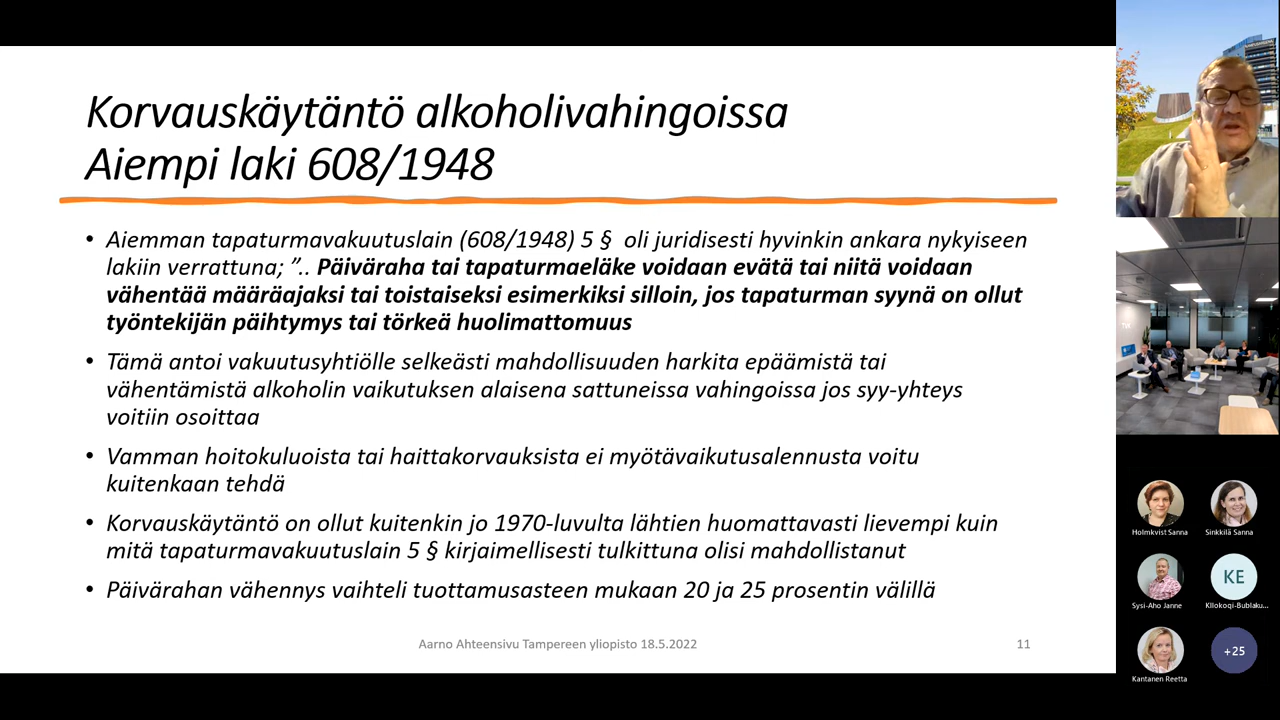 Korvauskäytäntö alkoholivahingoissa
Aiempi laki 608/1948
• Aiemman tapaturmavakuutuslain (608/1948) 5 § oli juridisesti hyvinkin ankara nykyiseen
lakiin verrattuna; ”.. Päiväraha tai tapaturmaeläke voidaan evätä tai niitä voidaan
vähentää määräajaksi tai toistaiseksi esimerkiksi silloin, jos tapaturman syynä on ollut
työntekijän päihtymys tai törkeä huolimattomuus
• Tämä antoi vakuutusyhtiölle selkeästi mahdollisuuden harkita epäämistä tai
vähentämistä alkoholin vaikutuksen alaisena sattuneissa vahingoissa jos syy-yhteys
voitiin osoittaa
• Vamman hoitokuluista tai haittakorvauksista ei myötävaikutusalennusta voitu
kuitenkaan tehdä
• Korvauskäytäntö on ollut kuitenkin jo 1970-luvulta lähtien huomattavasti lievempi kuin
mitä tapaturmavakuutuslain 5 § kirjaimellisesti tulkittuna olisi mahdollistanut
• Päivärahan vähennys vaihteli tuottamusasteen mukaan 20 ja 25 prosentin välillä
Aarno Ahteensivu Tampereen yliopisto 18.5.2022
11
Holmkvist Sanna
Sinkkilä Sanna
KE
Sysi-Aho Janne
Kllokoqi-Bublaku...
+25
Kantanen Reetta